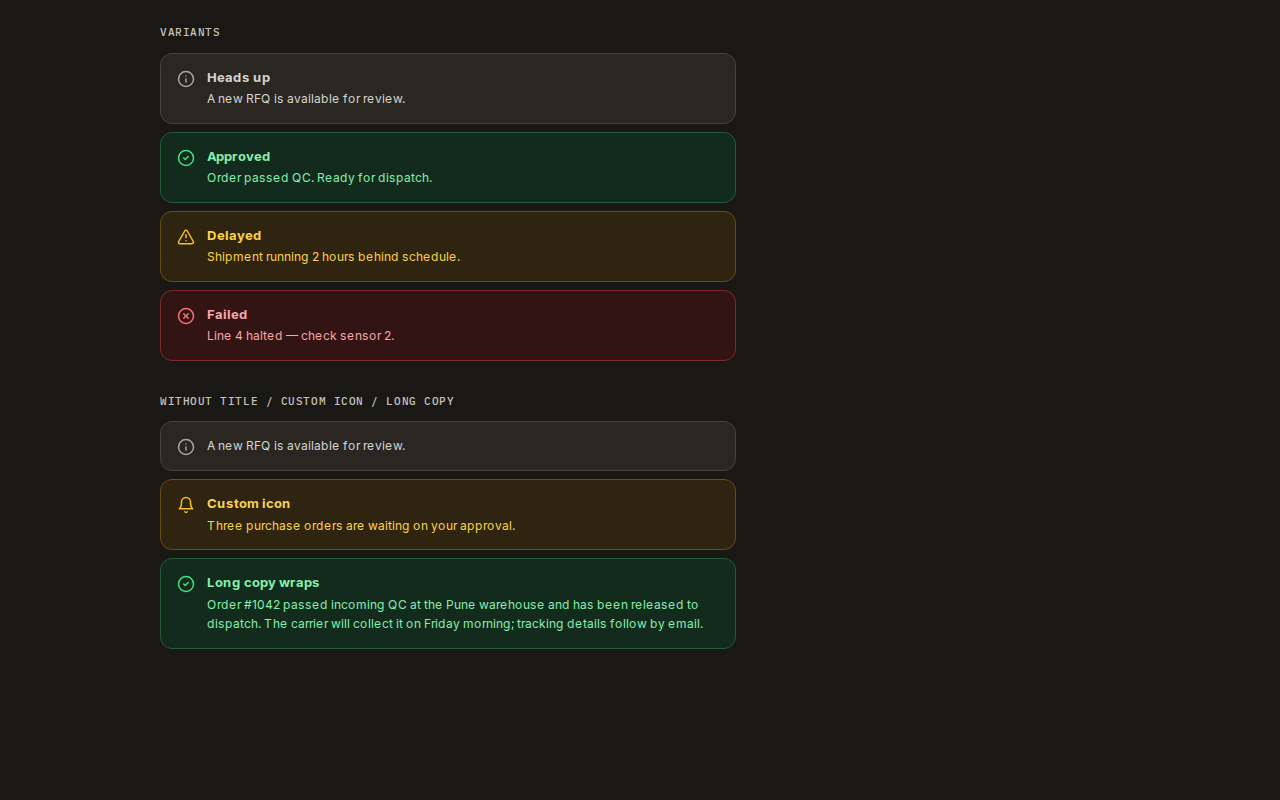 VARIANTS
Heads up
A new RFQ is available for review.
Approved
Order passed QC. Ready for dispatch.
Delayed
Shipment running 2 hours behind schedule.
Failed
Line 4 halted — check sensor 2.
WITHOUT TITLE / CUSTOM ICON / LONG COPY
A new RFQ is available for review.
Custom icon
Three purchase orders are waiting on your approval.
Long copy wraps
Order #1042 passed incoming QC at the Pune warehouse and has been released to
dispatch. The carrier will collect it on Friday morning; tracking details follow by email.